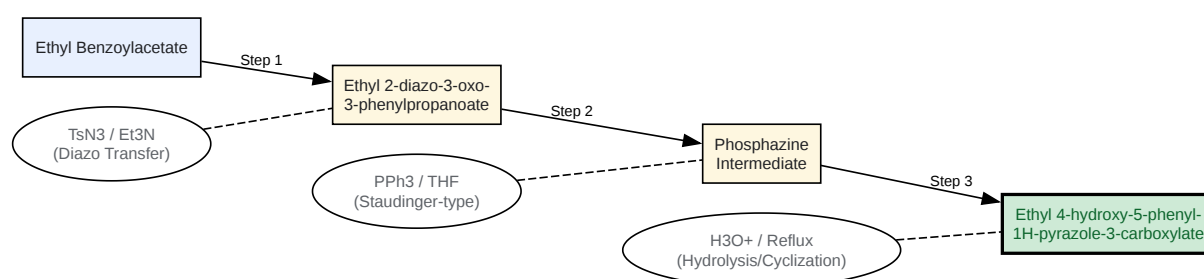 Ethyl Benzoylacetate
Step 1
Ethyl 2-diazo-3-oxo-
3-phenylpropanoate
TsN3 / Et3N
(Diazo Transfer)
Step 2
Phosphazine
Intermediate
PPh3 / THF
(Staudinger-type)
Step 3
Ethyl 4-hydroxy-5-phenyl-
1H-pyrazole-3-carboxylate
H3O+ / Reflux
(Hydrolysis/Cyclization)